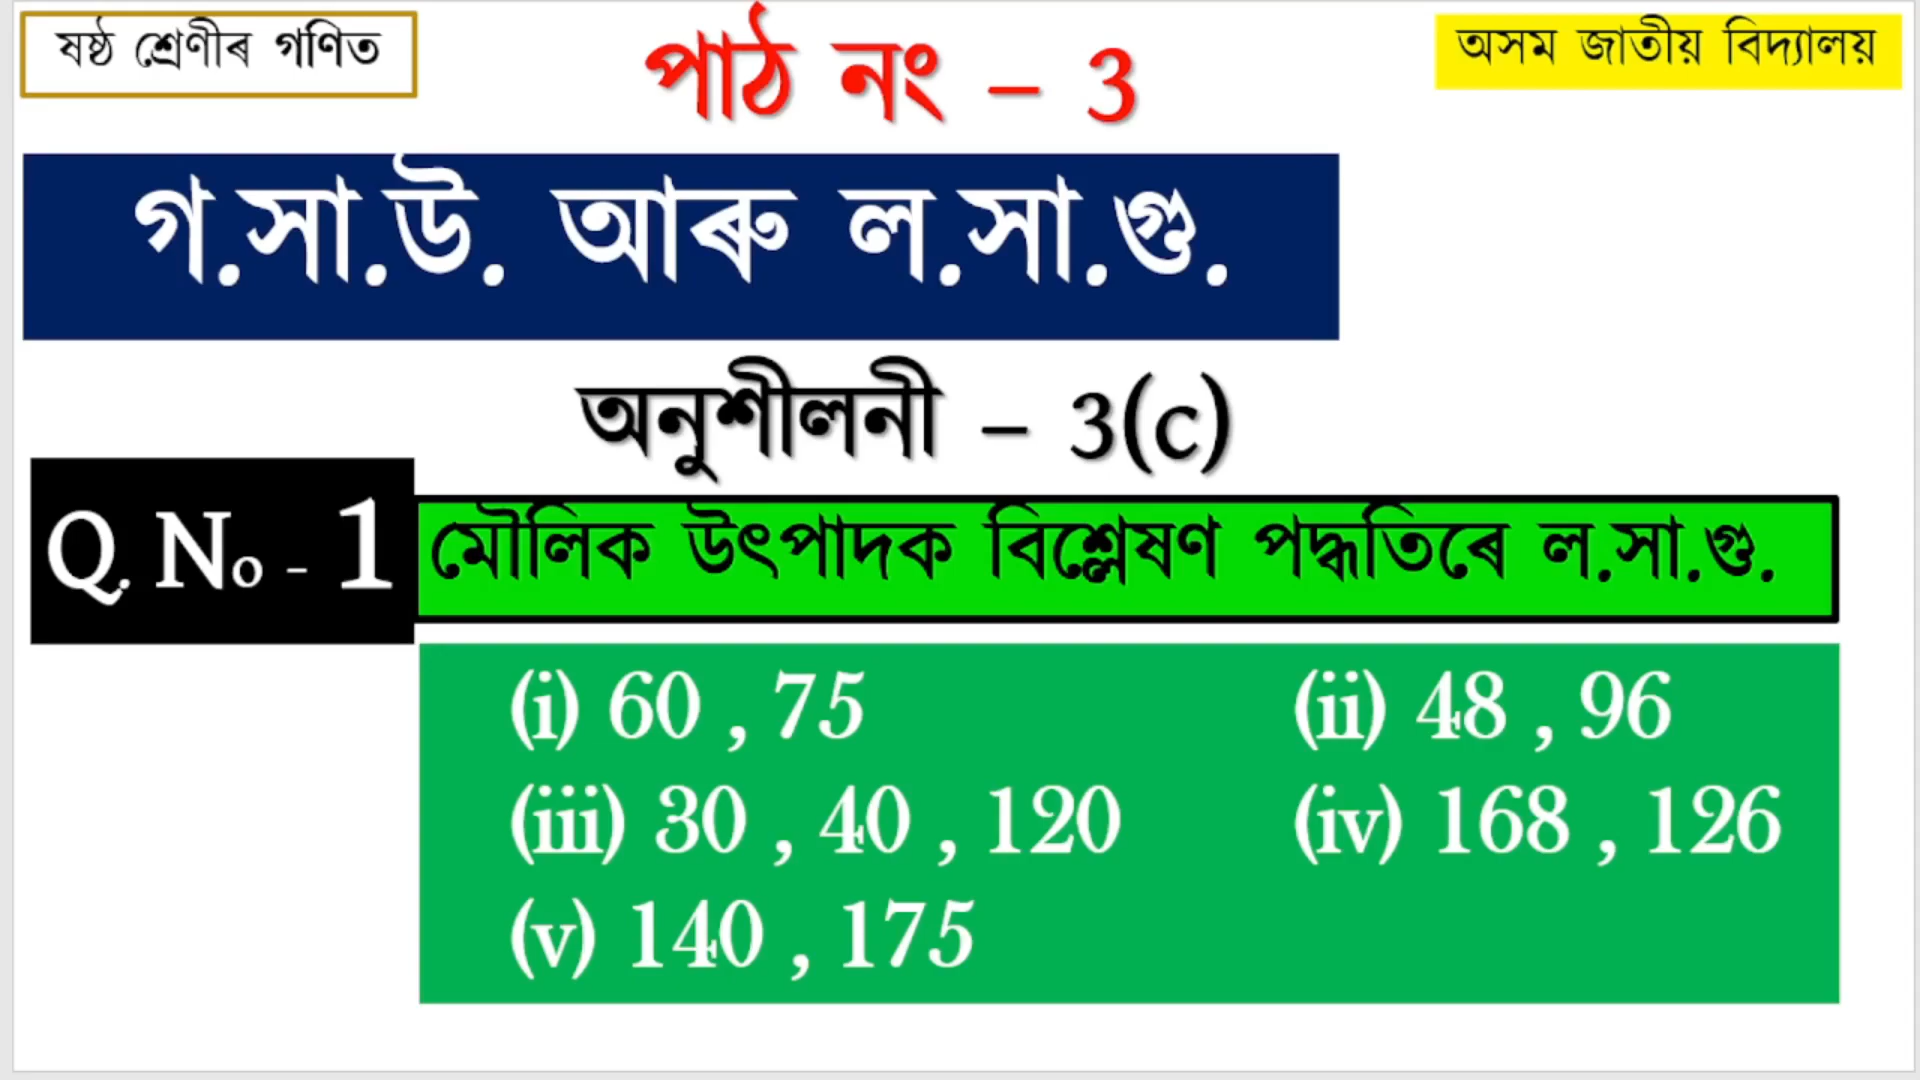 ষষ্ঠ শ্ৰেণীৰ গণিত
পাঠ নং – 3
অসম জাতীয় বিদ্যালয়
গ.সা.উ. আৰু ল.সা.গু.
অনুশীলনী – 3(c)
Q. No - 1
মৌলিক উৎপাদক বিশ্লেষণ পদ্ধতিৰে ল.সা.গু.
(i) 60 , 75 (ii) 48 , 96
(iii) 30 , 40 , 120 (iv) 168 , 126
(v) 140 , 175